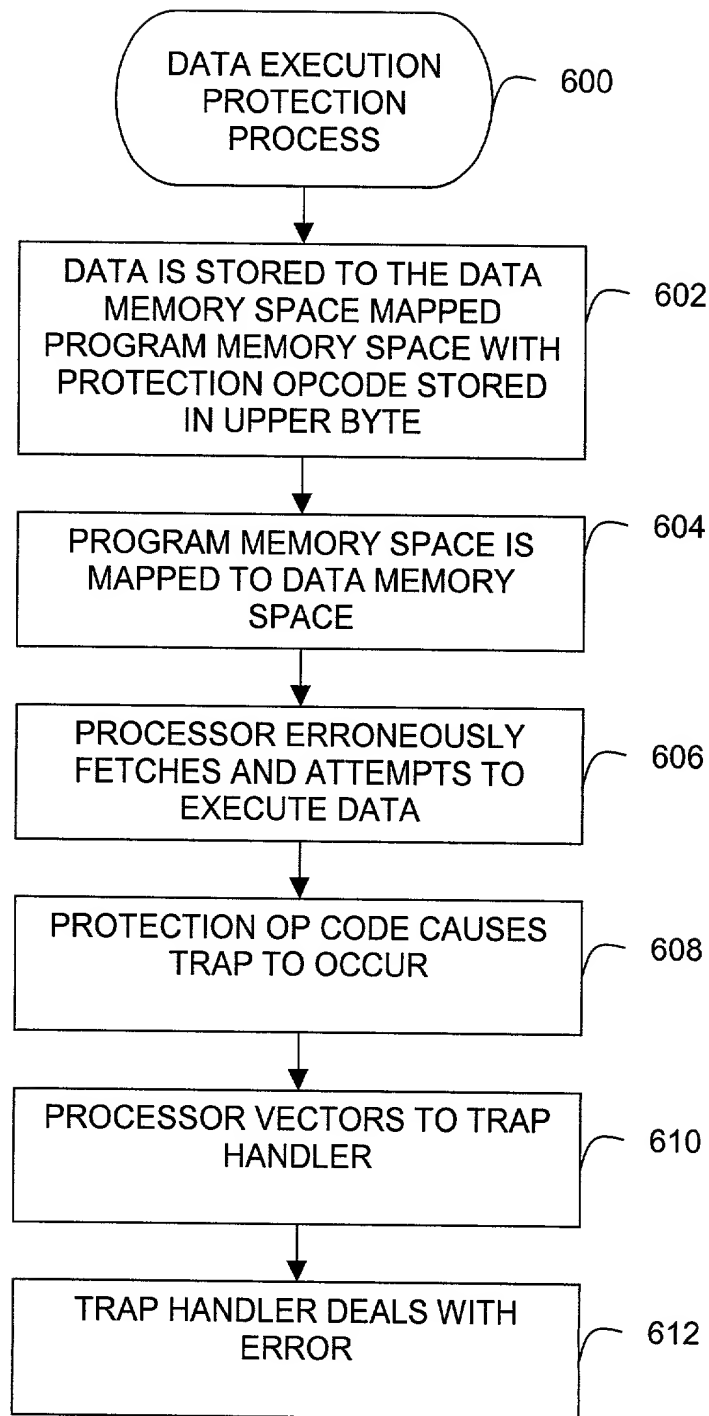 DATA EXECUTION
PROTECTION
PROCESS
600
DATA IS STORED TO THE DATA
MEMORY SPACE MAPPED
PROGRAM MEMORY SPACE WITH
PROTECTION OPCODE STORED
IN UPPER BYTE
602
PROGRAM MEMORY SPACE IS
MAPPED TO DATA MEMORY
SPACE
604
PROCESSOR ERRONEOUSLY
FETCHES AND ATTEMPTS TO
EXECUTE DATA
606
PROTECTION OP CODE CAUSES
TRAP TO OCCUR
608
PROCESSOR VECTORS TO TRAP
HANDLER
610
TRAP HANDLER DEALS WITH
ERROR
612